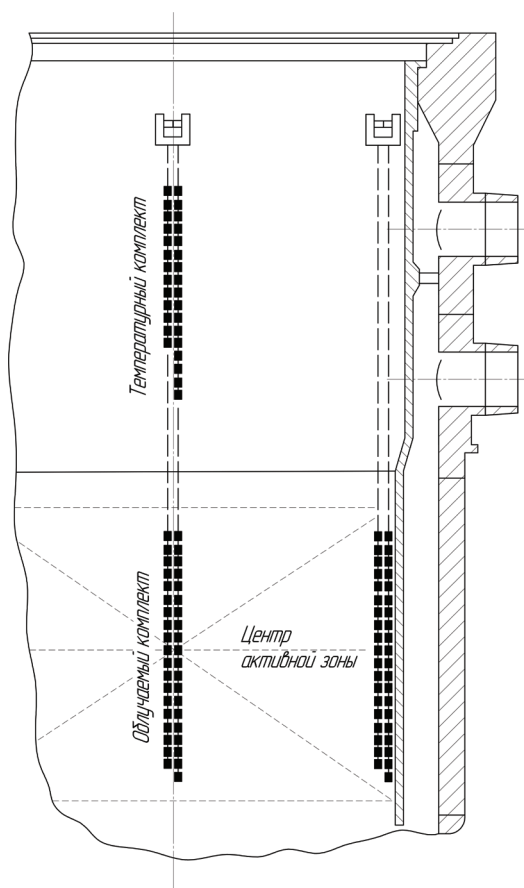 Температурный комплект
Облучаемый комплект
Центр
активной зоны